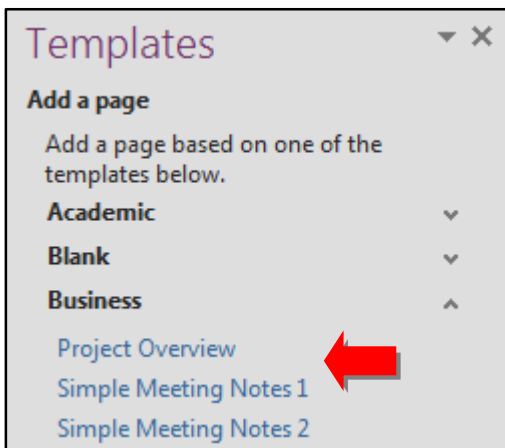 Templates
Add a page
Add a page based on one of the
templates below.
Academic
Blank
Business
Project Overview
Simple Meeting Notes 1
Simple Meeting Notes 2